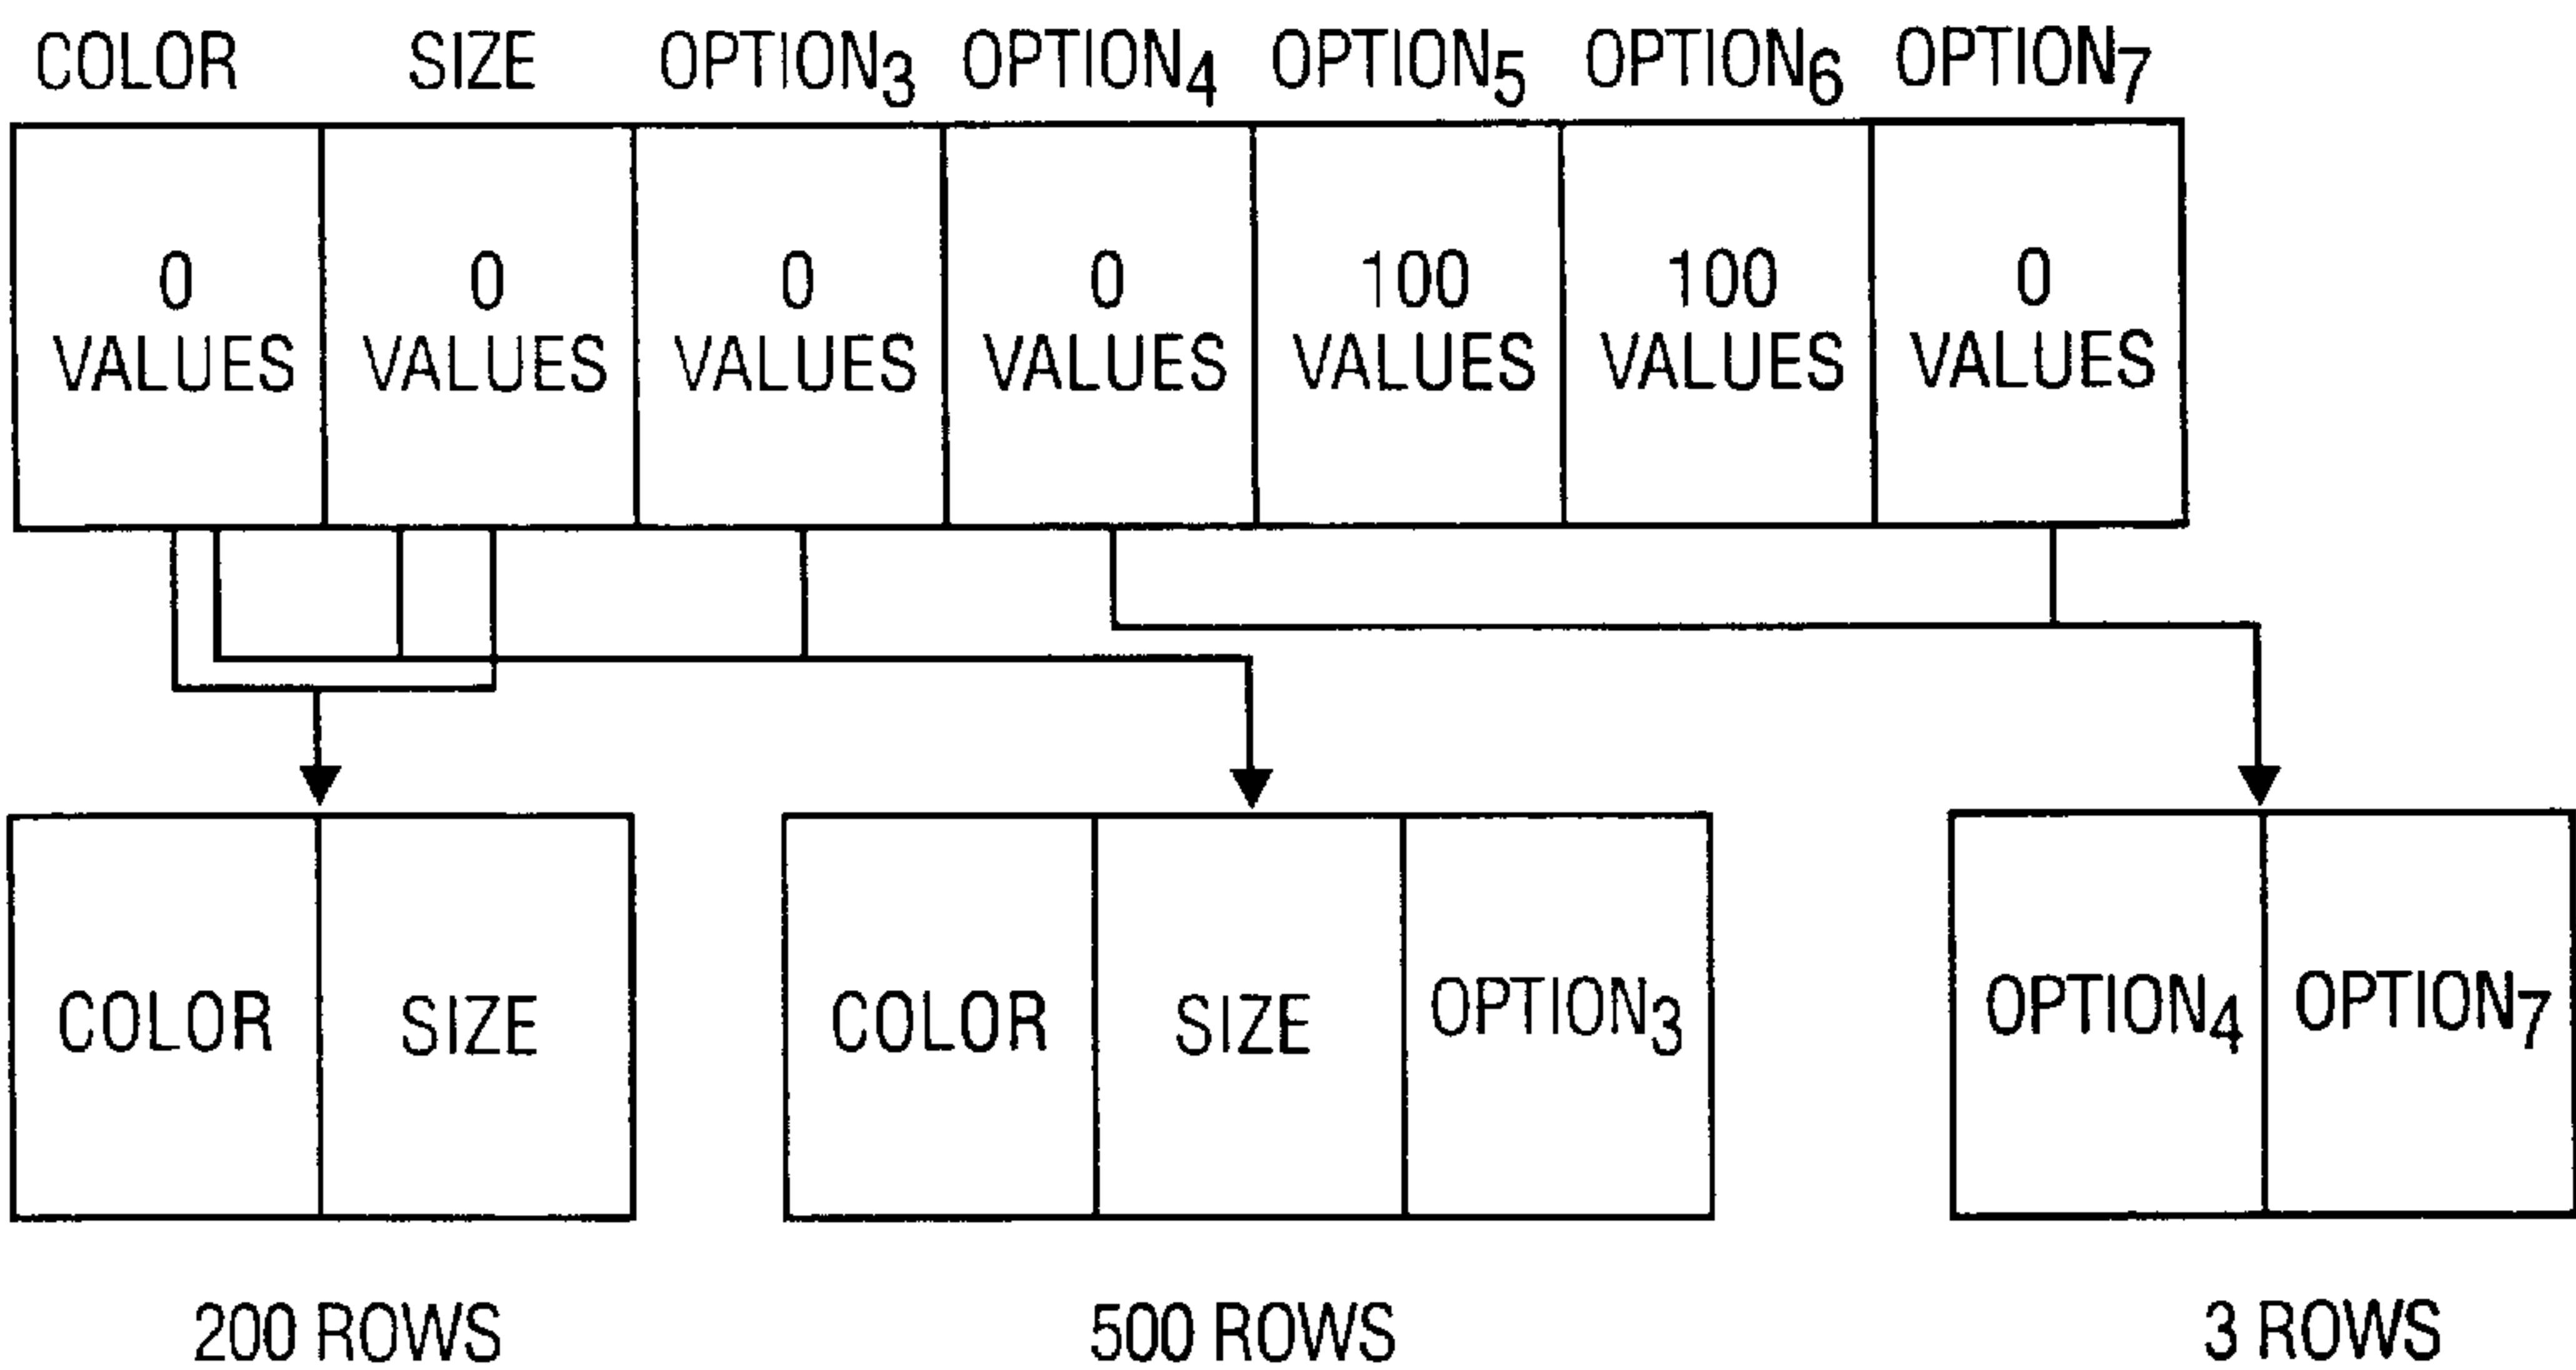 COLOR SIZE OPTION3 OPTION4 OPTION5 OPTION6 OPTION7
0 0 0 0 100 100 0
VALUES VALUES VALUES VALUES VALUES VALUES VALUES
COLOR SIZE COLOR SIZE OPTION3 OPTION4 OPTION7
200 ROWS 500 ROWS 3 ROWS